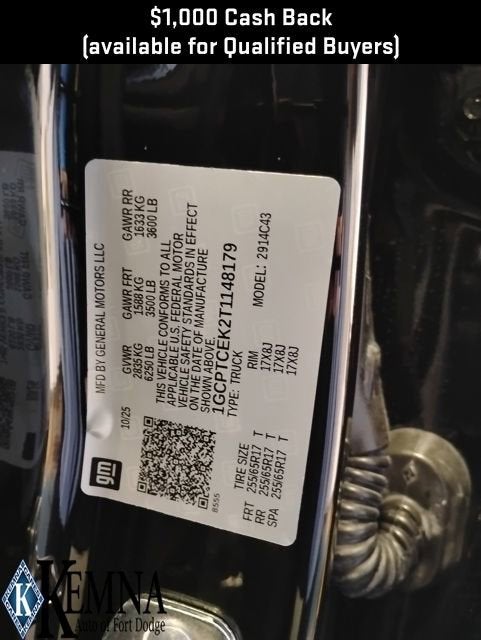 $1,000 Cash Back
(available for Qualified Buyers)
MFD BY GENERAL MOTORS LLC
10/25
GVWR
2835 KG
6250 LB
GAWR FRT
1588 KG
3500 LB
GAWR RR
1633 KG
3600 LB
THIS VEHICLE CONFORMS TO ALL
APPLICABLE U.S. FEDERAL MOTOR
VEHICLE SAFETY STANDARDS IN EFFECT
ON THE DATE OF MANUFACTURE
SHOWN ABOVE.
1GCPTCEK2T1148179
TYPE: TRUCK
MODEL: 2914C43
gm
8555
TIRE SIZE RIM
FRT 255/65R17 T 17X8J
RR 255/65R17 T 17X8J
SPA 255/65R17 T 17X8J
K
KEMNA
Auto of Fort Dodge